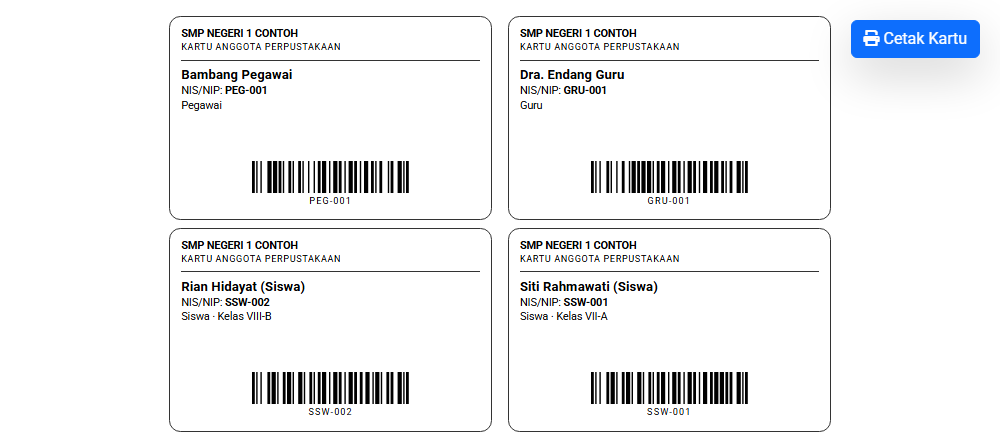 SMP NEGERI 1 CONTOH
KARTU ANGGOTA PERPUSTAKAAN
Bambang Pegawai
NIS/NIP: PEG-001
Pegawai
PEG-001
SMP NEGERI 1 CONTOH
KARTU ANGGOTA PERPUSTAKAAN
Dra. Endang Guru
NIS/NIP: GRU-001
Guru
GRU-001
Cetak Kartu
SMP NEGERI 1 CONTOH
KARTU ANGGOTA PERPUSTAKAAN
Rian Hidayat (Siswa)
NIS/NIP: SSW-002
Siswa · Kelas VIII-B
SSW-002
SMP NEGERI 1 CONTOH
KARTU ANGGOTA PERPUSTAKAAN
Siti Rahmawati (Siswa)
NIS/NIP: SSW-001
Siswa · Kelas VII-A
SSW-001